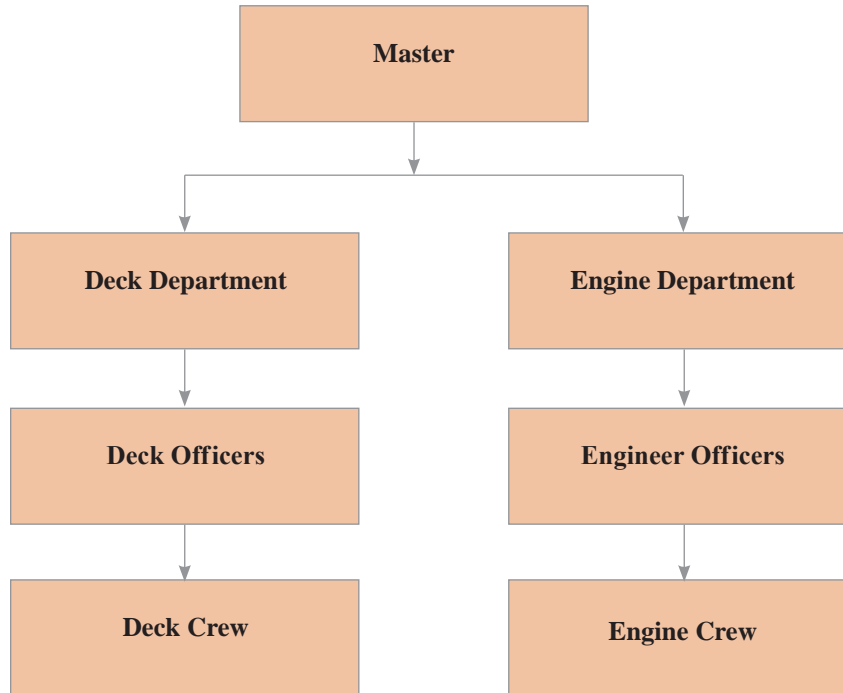 Master
Deck Department
Engine Department
Deck Officers
Engineer Officers
Deck Crew
Engine Crew